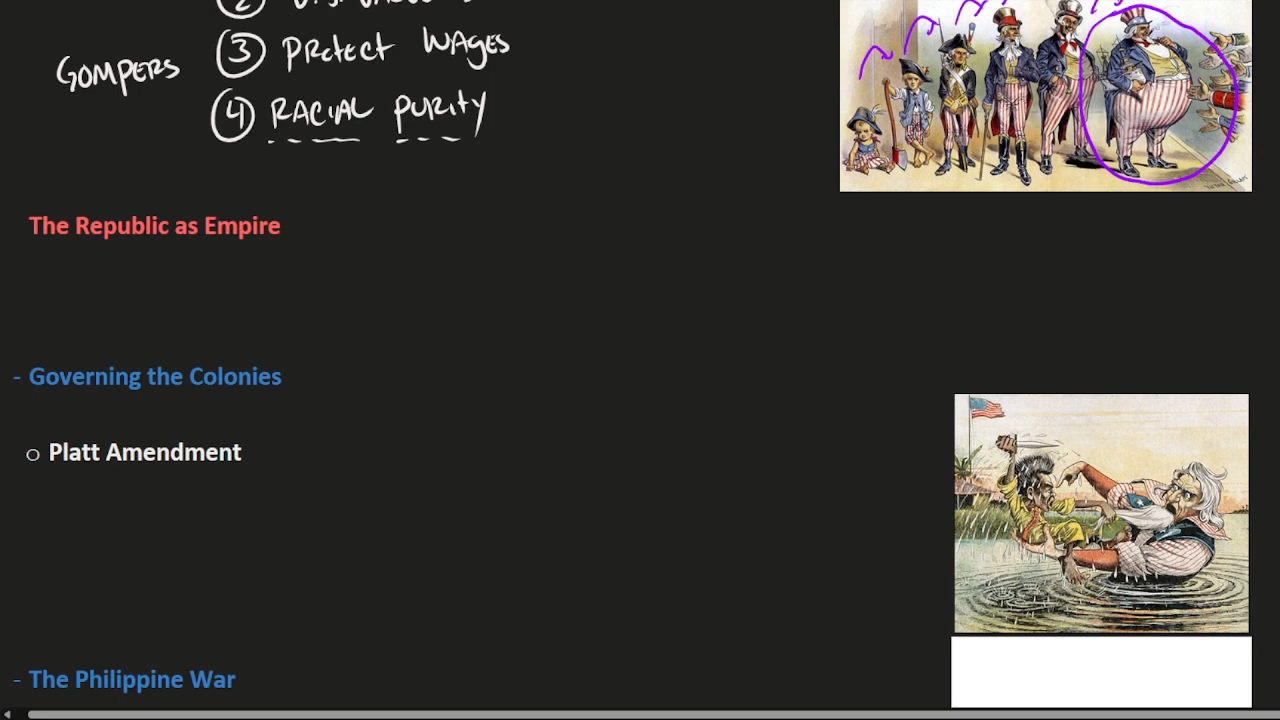 ②
GOMPERS
③ PROTECT WAGES
④ RACIAL PURITY
The Republic as Empire
- Governing the Colonies
○ Platt Amendment
- The Philippine War